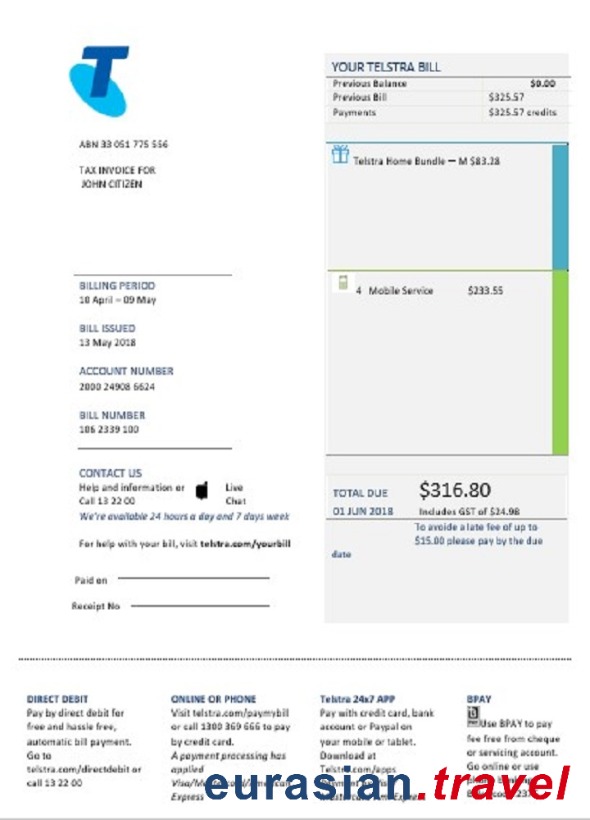 T
ABN 33 051 775 556
TAX INVOICE FOR
JOHN CITIZEN
BILLING PERIOD
10 April – 09 May
BILL ISSUED
13 May 2018
ACCOUNT NUMBER
2000 24908 6624
BILL NUMBER
106 2339 100
CONTACT US
Help and information or Live
Call 13 22 00 Chat
We're available 24 hours a day and 7 days week
For help with your bill, visit telstra.com/yourbill
Paid on
Receipt No
YOUR TELSTRA BILL
Previous Balance $0.00
Previous Bill $325.57
Payments $325.57 credits
Telstra Home Bundle — M $83.28
4 Mobile Service $233.55
TOTAL DUE $316.80
01 JUN 2018 Includes GST of $24.98
To avoide a late fee of up to
$15.00 please pay by the due
date
DIRECT DEBIT
Pay by direct debit for
free and hassle free,
automatic bill payment.
Go to
telstra.com/directdebit or
call 13 22 00
ONLINE OR PHONE
Visit telstra.com/paymybill
or call 1300 369 666 to pay
by credit card.
A payment processing has
applied
Express
Telstra 24x7 APP
Pay with credit card, bank
account or Paypal on
your mobile or tablet.
Download at
Telstra.com/apps
BPAY
Use BPAY to pay
fee free from cheque
or servicing account.
Go online or use
eurasian.travel